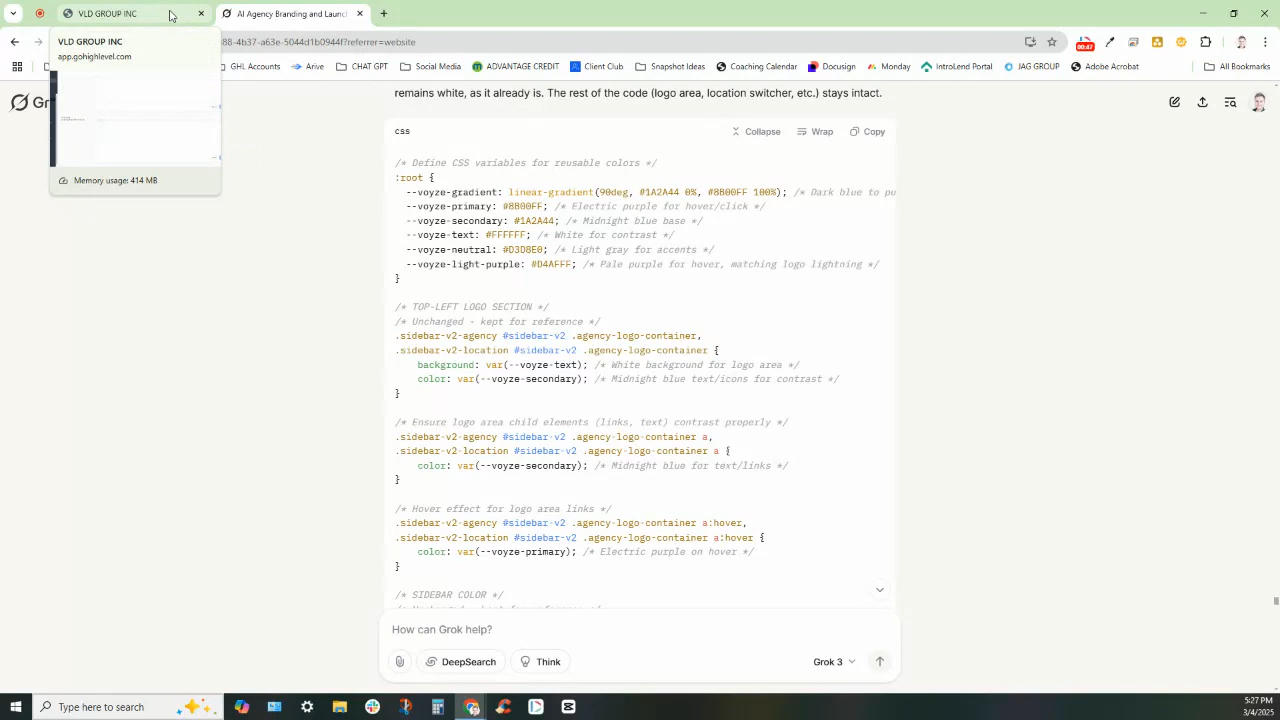 VLD GROUP INC
AI Agency Branding and Launc
VLD GROUP INC
app.gohighlevel.com
Memory usage: 414 MB
88-4b37-a63e-5044d1b0944f?referrer=website
00:47
GHL Accounts
Arive
CHAT GPT
Social Media
ADVANTAGE CREDIT
Client Club
Snapshot Ideas
Coaching Calendar
Docusign
Monday
IntroLend Portal
JAG GROUP
Adobe Acrobat
All Bookmarks
Gr
remains white, as it already is. The rest of the code (logo area, location switcher, etc.) stays intact.
css
Collapse
Wrap
Copy
/* Define CSS variables for reusable colors */
:root {
--voyze-gradient: linear-gradient(90deg, #1A2A44 0%, #8B00FF 100%); /* Dark blue to pu
--voyze-primary: #8B00FF; /* Electric purple for hover/click */
--voyze-secondary: #1A2A44; /* Midnight blue base */
--voyze-text: #FFFFFF; /* White for contrast */
--voyze-neutral: #D3D8E0; /* Light gray for accents */
--voyze-light-purple: #D4AFFF; /* Pale purple for hover, matching logo lightning */
}
/* TOP-LEFT LOGO SECTION */
/* Unchanged - kept for reference */
.sidebar-v2-agency #sidebar-v2 .agency-logo-container,
.sidebar-v2-location #sidebar-v2 .agency-logo-container {
background: var(--voyze-text); /* White background for logo area */
color: var(--voyze-secondary); /* Midnight blue text/icons for contrast */
}
/* Ensure logo area child elements (links, text) contrast properly */
.sidebar-v2-agency #sidebar-v2 .agency-logo-container a,
.sidebar-v2-location #sidebar-v2 .agency-logo-container a {
color: var(--voyze-secondary); /* Midnight blue for text/links */
}
/* Hover effect for logo area links */
.sidebar-v2-agency #sidebar-v2 .agency-logo-container a:hover,
.sidebar-v2-location #sidebar-v2 .agency-logo-container a:hover {
color: var(--voyze-primary); /* Electric purple on hover */
}
/* SIDEBAR COLOR */
How can Grok help?
DeepSearch
Think
Grok 3
Type here to search
5:27 PM
3/4/2025